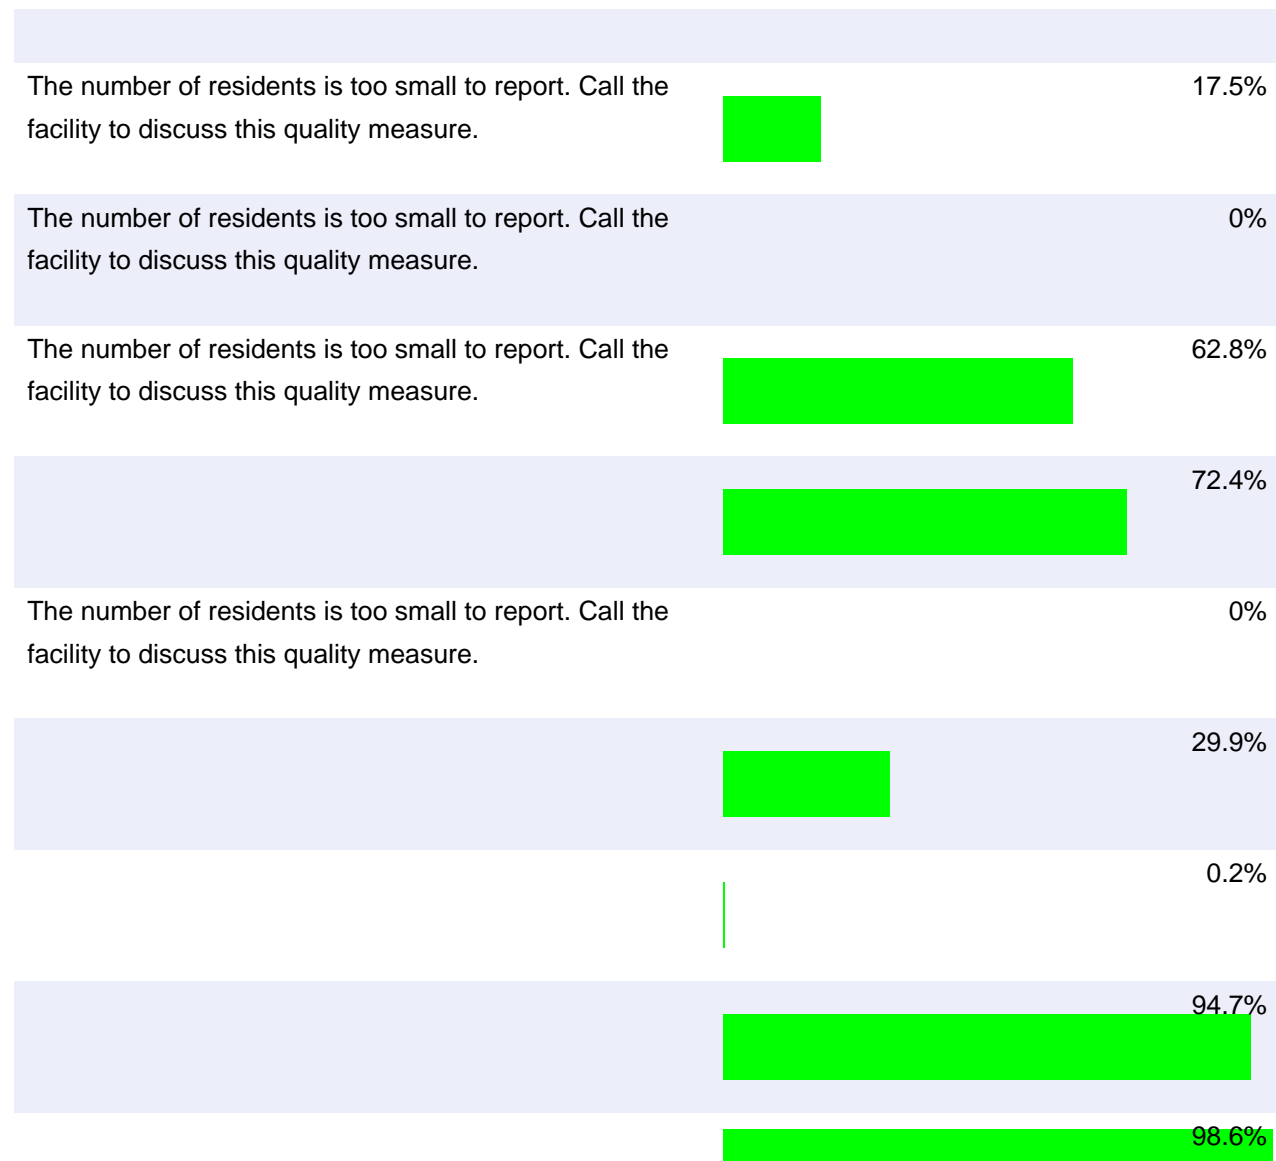 The number of residents is too small to report. Call the 17.5%
facility to discuss this quality measure.
The number of residents is too small to report. Call the 0%
facility to discuss this quality measure.
The number of residents is too small to report. Call the 62.8%
facility to discuss this quality measure.
72.4%
The number of residents is too small to report. Call the 0%
facility to discuss this quality measure.
29.9%
0.2%
94.7%
98.6%